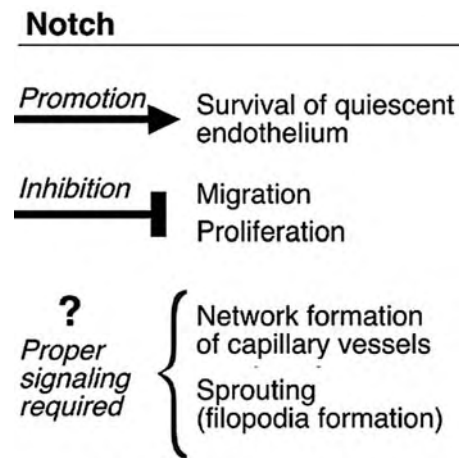 Notch
Promotion
Survival of quiescent
endothelium
Inhibition
Migration
Proliferation
?
Proper
signaling
required
Network formation
of capillary vessels
Sprouting
(filopodia formation)